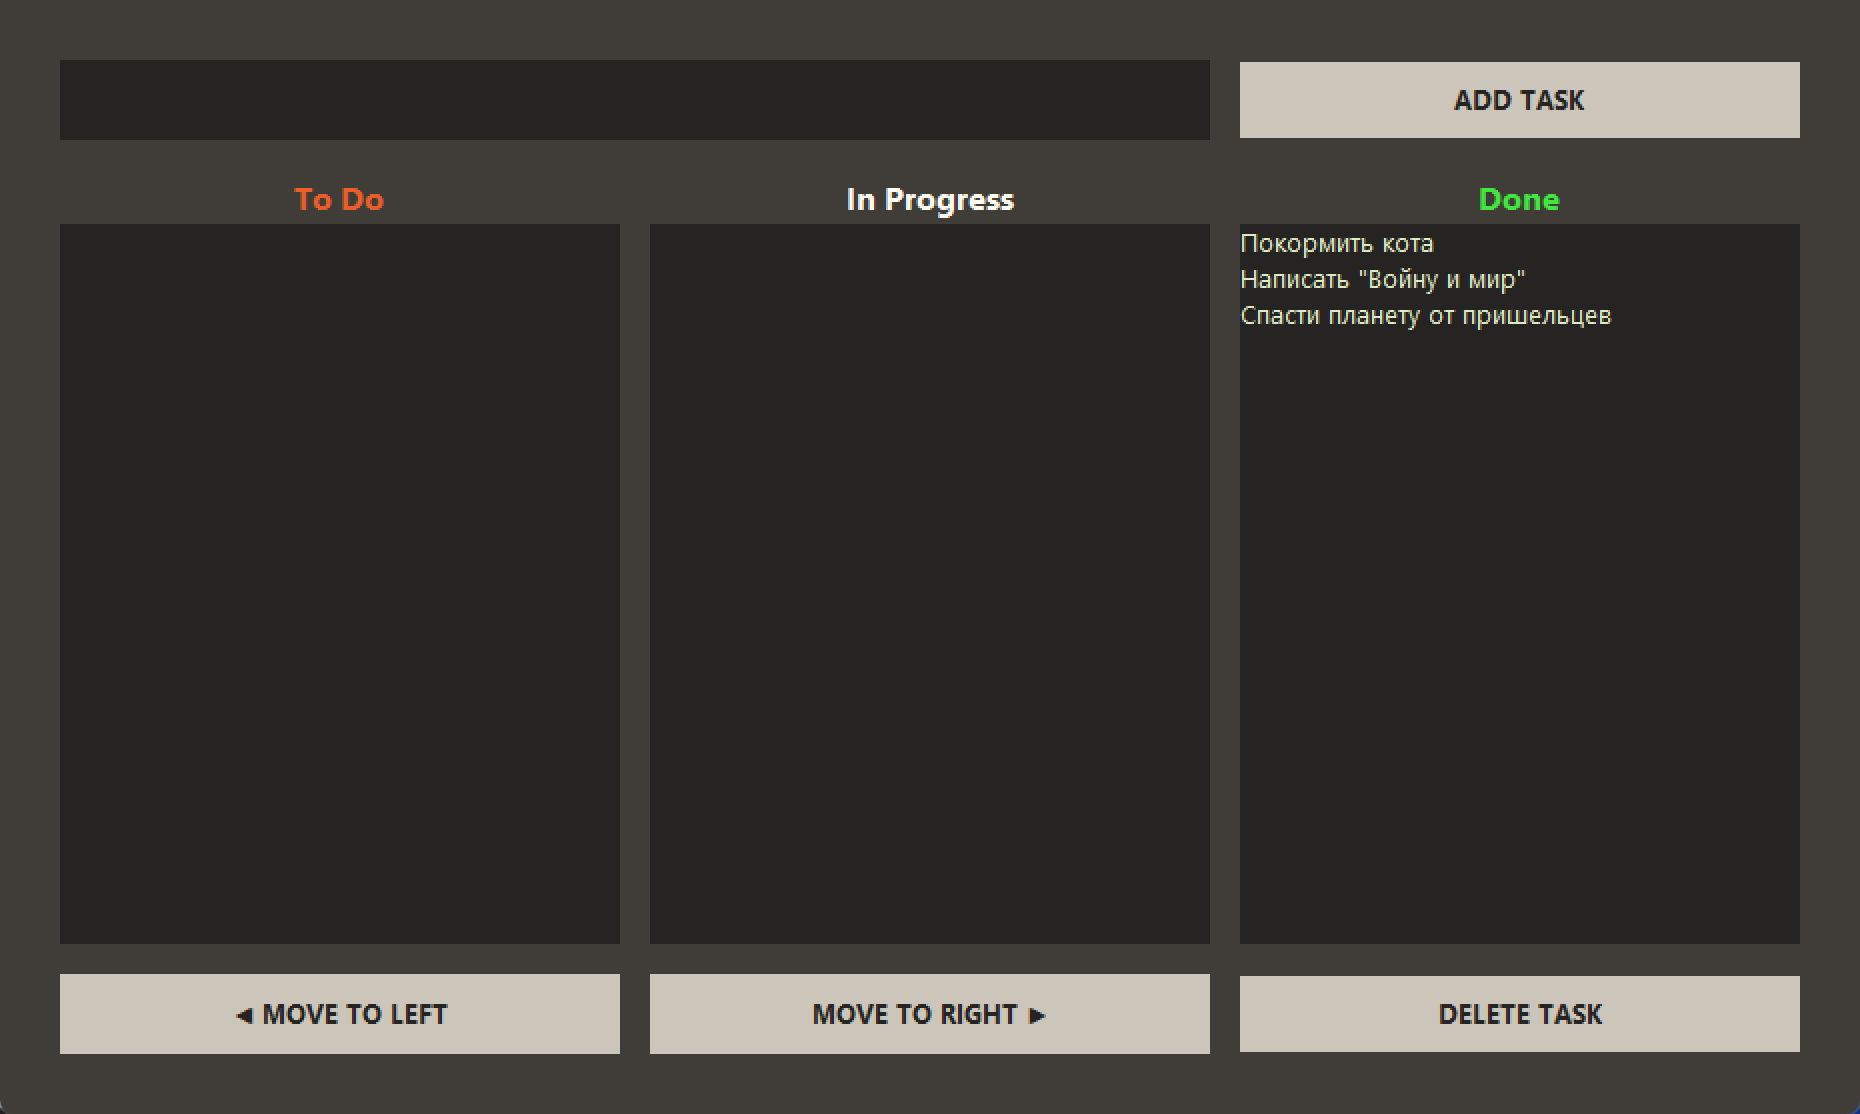 ADD TASK
To Do
In Progress
Done
Покормить кота
Написать "Войну и мир"
Спасти планету от пришельцев
◄ MOVE TO LEFT
MOVE TO RIGHT ►
DELETE TASK